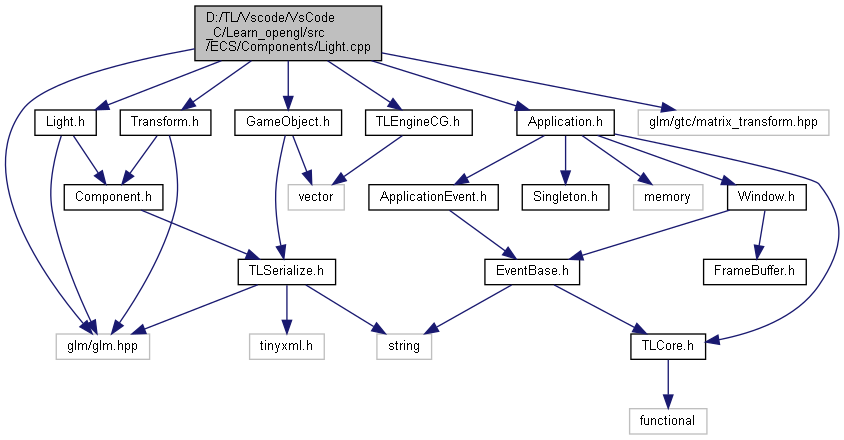 D:/TL/Vscode/VsCode
_C/Learn_opengl/src
/ECS/Components/Light.cpp
Light.h
Transform.h
GameObject.h
TLEngineCG.h
Application.h
glm/gtc/matrix_transform.hpp
Component.h
vector
ApplicationEvent.h
Singleton.h
memory
Window.h
TLSerialize.h
EventBase.h
FrameBuffer.h
glm/glm.hpp
tinyxml.h
string
TLCore.h
functional